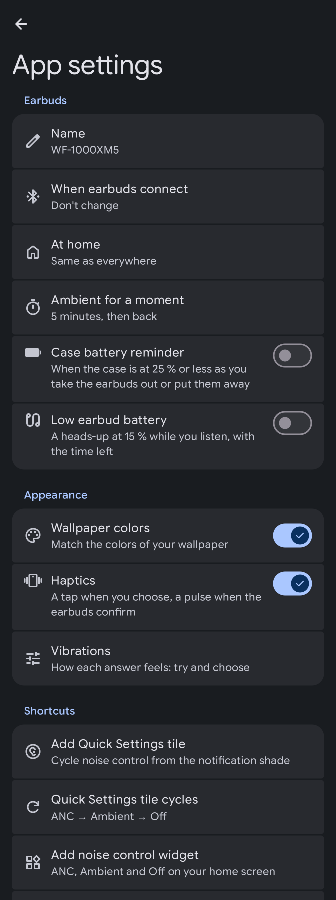 App settings
Earbuds
Name
WF-1000XM5
When earbuds connect
Don't change
At home
Same as everywhere
Ambient for a moment
5 minutes, then back
Case battery reminder
When the case is at 25 % or less as you
take the earbuds out or put them away
Low earbud battery
A heads-up at 15 % while you listen, with
the time left
Appearance
Wallpaper colors
Match the colors of your wallpaper
Haptics
A tap when you choose, a pulse when the
earbuds confirm
Vibrations
How each answer feels: try and choose
Shortcuts
Add Quick Settings tile
Cycle noise control from the notification shade
Quick Settings tile cycles
ANC → Ambient → Off
Add noise control widget
ANC, Ambient and Off on your home screen